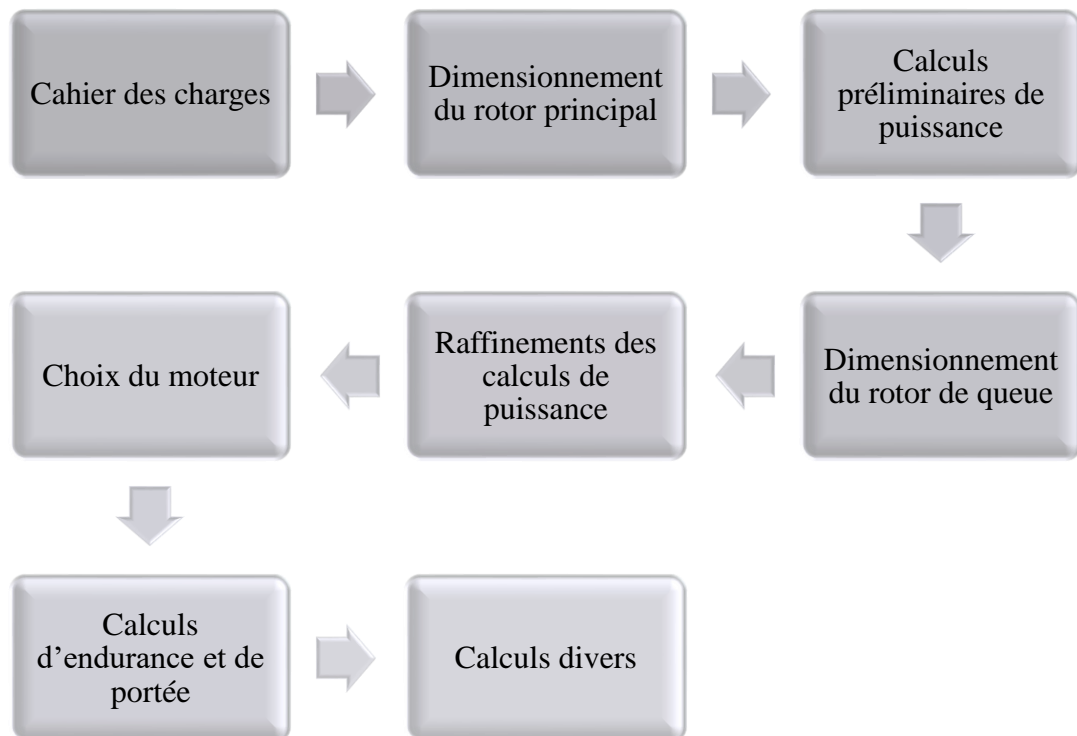 Cahier des charges
Dimensionnement
du rotor principal
Calculs
préliminaires de
puissance
Dimensionnement
du rotor de queue
Raffinements des
calculs de
puissance
Choix du moteur
Calculs
d’endurance et de
portée
Calculs divers